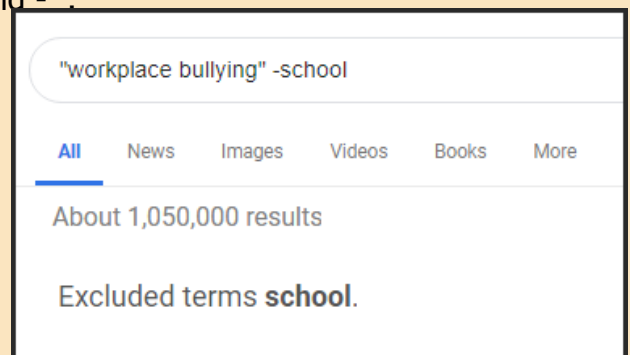 "workplace bullying" -school
All News Images Videos Books More
About 1,050,000 results
Excluded terms school.